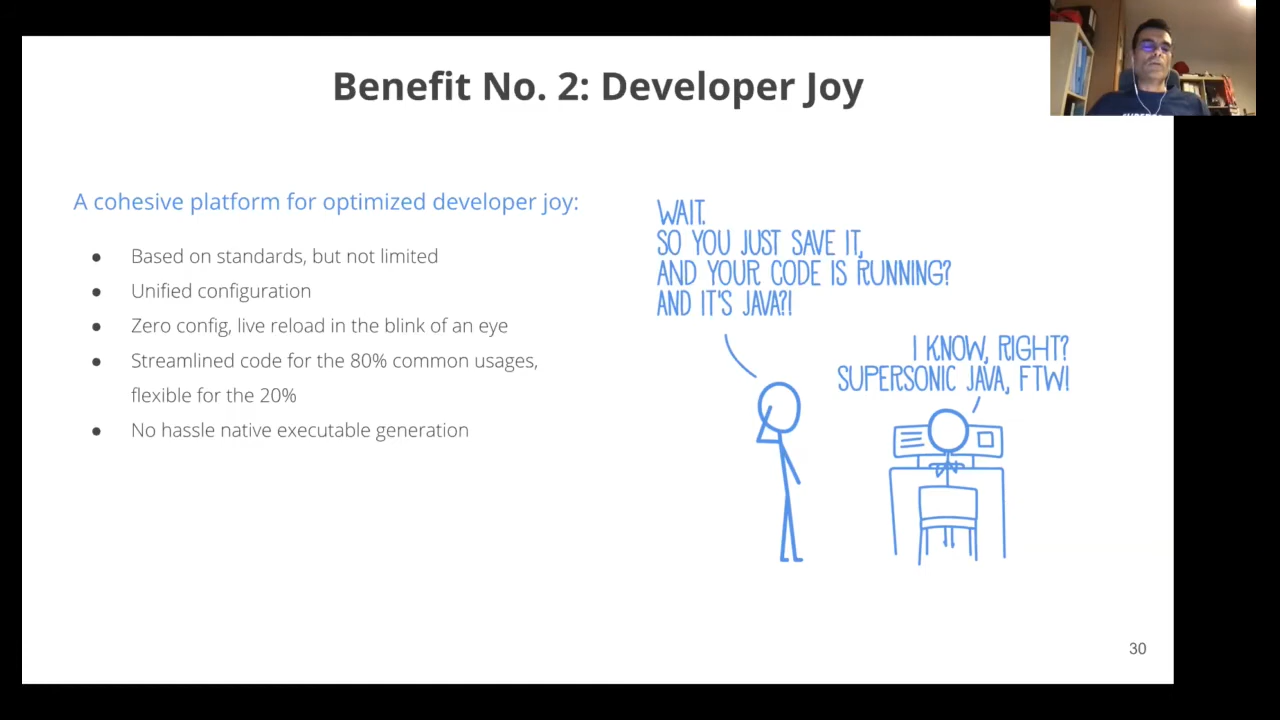 Benefit No. 2: Developer Joy
A cohesive platform for optimized developer joy:
● Based on standards, but not limited
● Unified configuration
● Zero config, live reload in the blink of an eye
● Streamlined code for the 80% common usages,
flexible for the 20%
● No hassle native executable generation
WAIT.
SO YOU JUST SAVE IT,
AND YOUR CODE IS RUNNING?
AND IT'S JAVA?!
I KNOW, RIGHT?
SUPERSONIC JAVA, FTW!
30